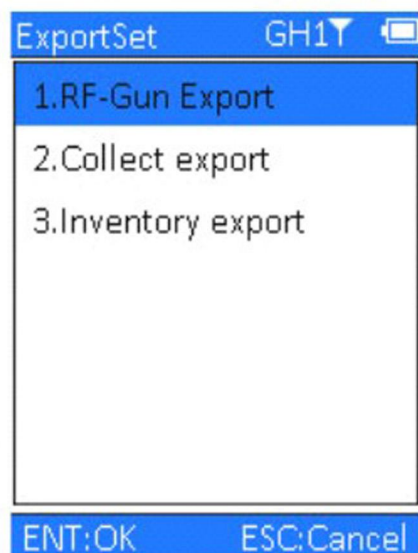 ExportSet GH1
1.RF-Gun Export
2.Collect export
3.Inventory export
ENT:OK ESC:Cancel